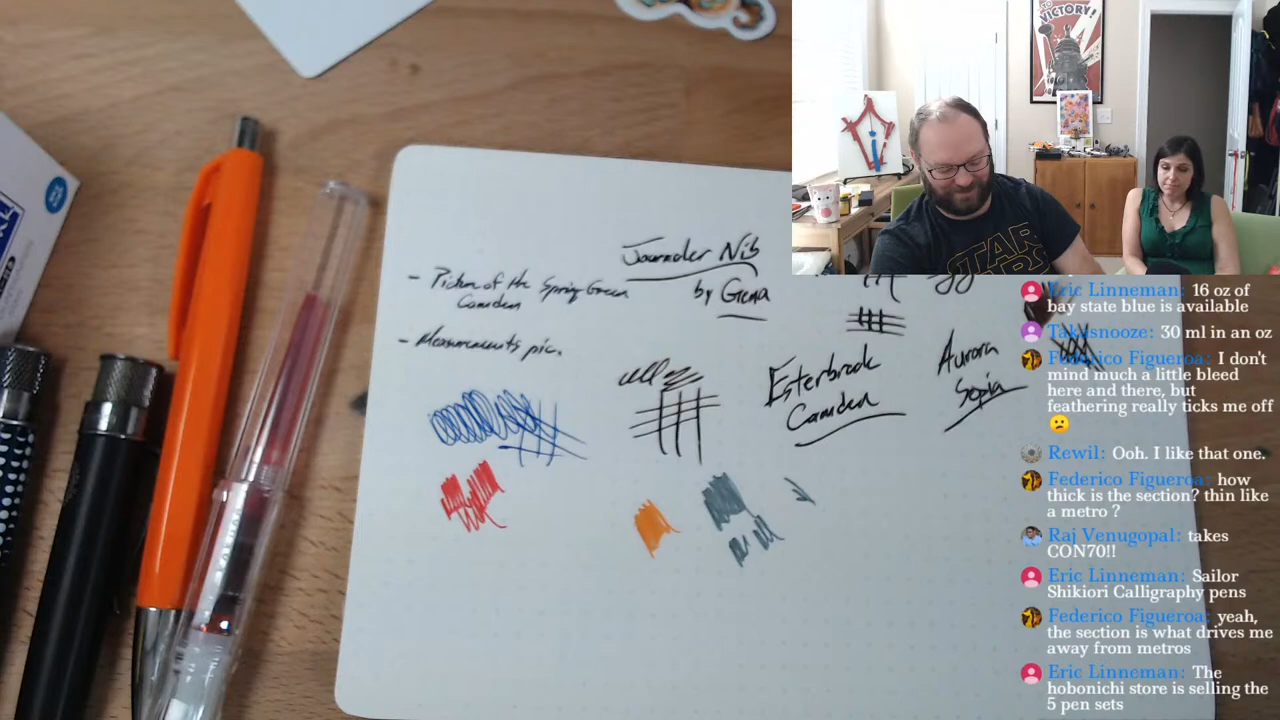 TO VICTORY!
STAR
WARS
Journaler Nib
by Gena
- Picture of the Spring Green
Camden
- Measurements pic.
Esterbrook
Camden
Aurora
Sepia
Eric Linneman: 16 oz of
bay state blue is available
Takasnooze: 30 ml in an oz
Federico Figueroa: I don't
mind much a little bleed
here and there, but
feathering really ticks me off
Rewil: Ooh. I like that one.
Federico Figueroa: how
thick is the section? thin like
a metro ?
Raj Venugopal: takes
CON70!!
Eric Linneman: Sailor
Shikiori Calligraphy pens
Federico Figueroa: yeah,
the section is what drives me
away from metros
Eric Linneman: The
hobonichi store is selling the
5 pen sets